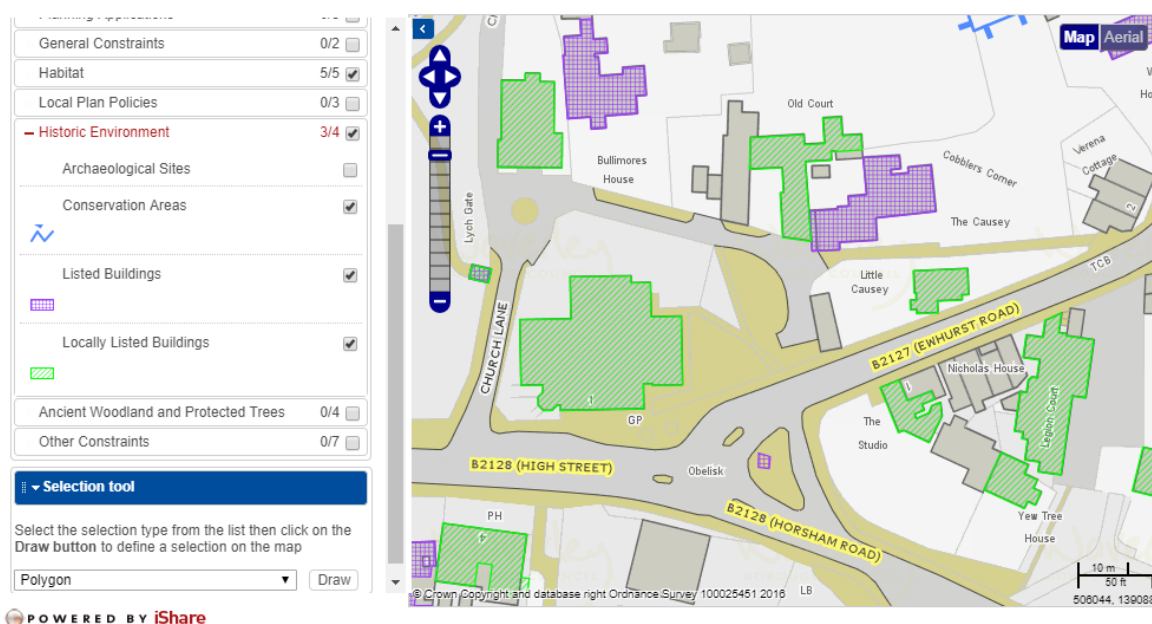 Planning Applications
General Constraints 0/2
Habitat 5/5
Local Plan Policies 0/3
Historic Environment 3/4
Archaeological Sites
Conservation Areas
Listed Buildings
Locally Listed Buildings
Ancient Woodland and Protected Trees 0/4
Other Constraints 0/7
Selection tool
Select the selection type from the list then click on the
Draw button to define a selection on the map
Polygon
Draw
POWERED BY iShare
Map Aerial
Old Court
Bullimores
House
Cobblers Corner
Verena
Cottage
2
Lych Gate
The Causey
Little
Causey
TCB
CHURCH LANE
B2127 (EWHURST ROAD)
Nicholas House
1
1
GP
The
Studio
Legion Court
B2128 (HIGH STREET)
Obelisk
B2128 (HORSHAM ROAD)
PH
4
Yew Tree
House
LB
10 m
50 ft
© Crown Copyright and database right Ordnance Survey 100025451 2016
506044, 139088